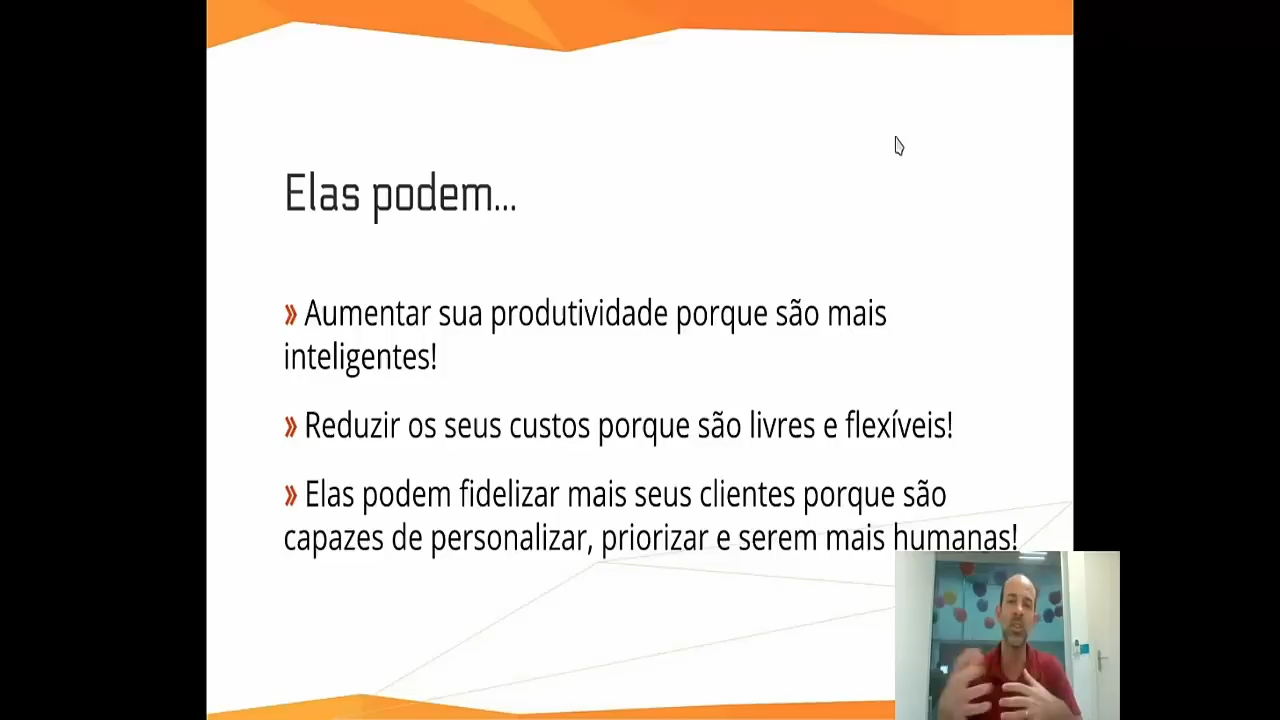 Elas podem...
» Aumentar sua produtividade porque são mais
inteligentes!
» Reduzir os seus custos porque são livres e flexíveis!
» Elas podem fidelizar mais seus clientes porque são
capazes de personalizar, priorizar e serem mais humanas!